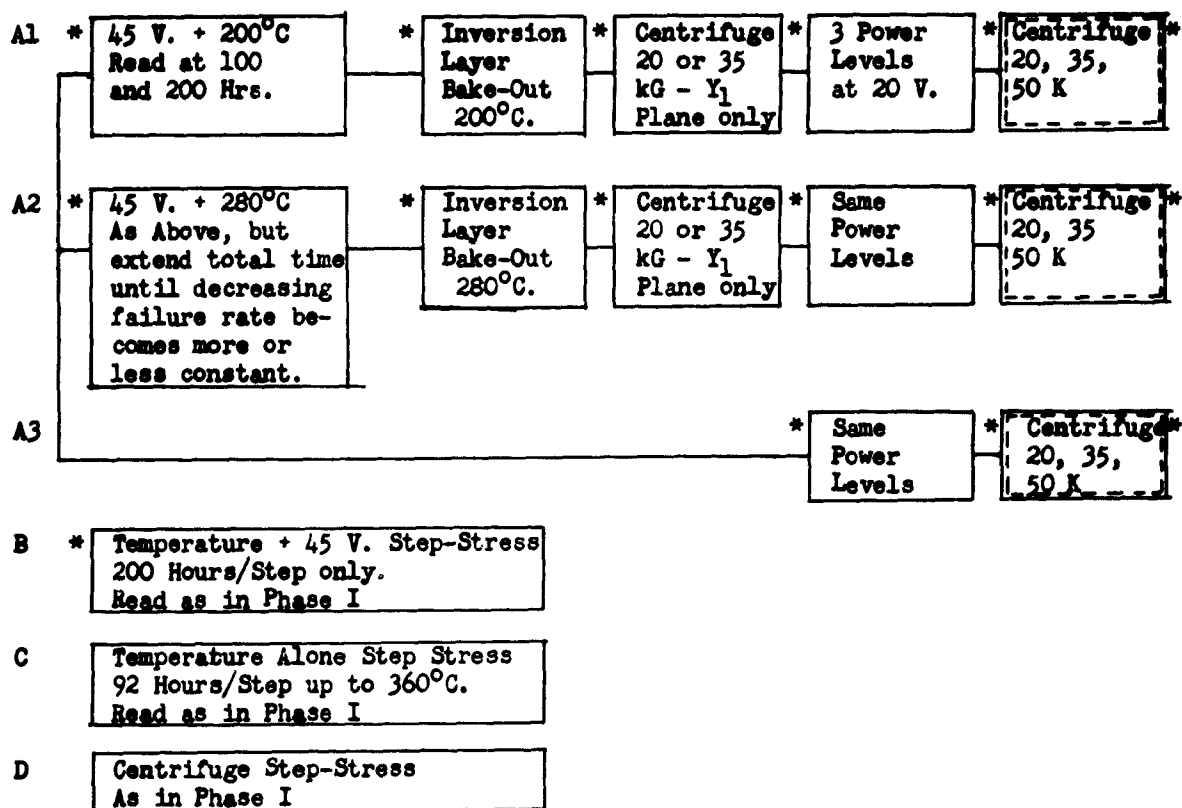 A1 * 45 V. + 200°C
Read at 100
and 200 Hrs.
* Inversion
Layer
Bake-Out
200°C.
* Centrifuge
20 or 35
kG - Y1
Plane only
* 3 Power
Levels
at 20 V.
* Centrifuge *
20, 35,
50 K
A2 * 45 V. + 280°C
As Above, but
extend total time
until decreasing
failure rate be-
comes more or
less constant.
* Inversion
Layer
Bake-Out
280°C.
* Centrifuge
20 or 35
kG - Y1
Plane only
* Same
Power
Levels
* Centrifuge *
20, 35
50 K
A3
* Same
Power
Levels
* Centrifuge*
20, 35,
50 K
B * Temperature + 45 V. Step-Stress
200 Hours/Step only.
Read as in Phase I
C Temperature Alone Step Stress
92 Hours/Step up to 360°C.
Read as in Phase I
D Centrifuge Step-Stress
As in Phase I